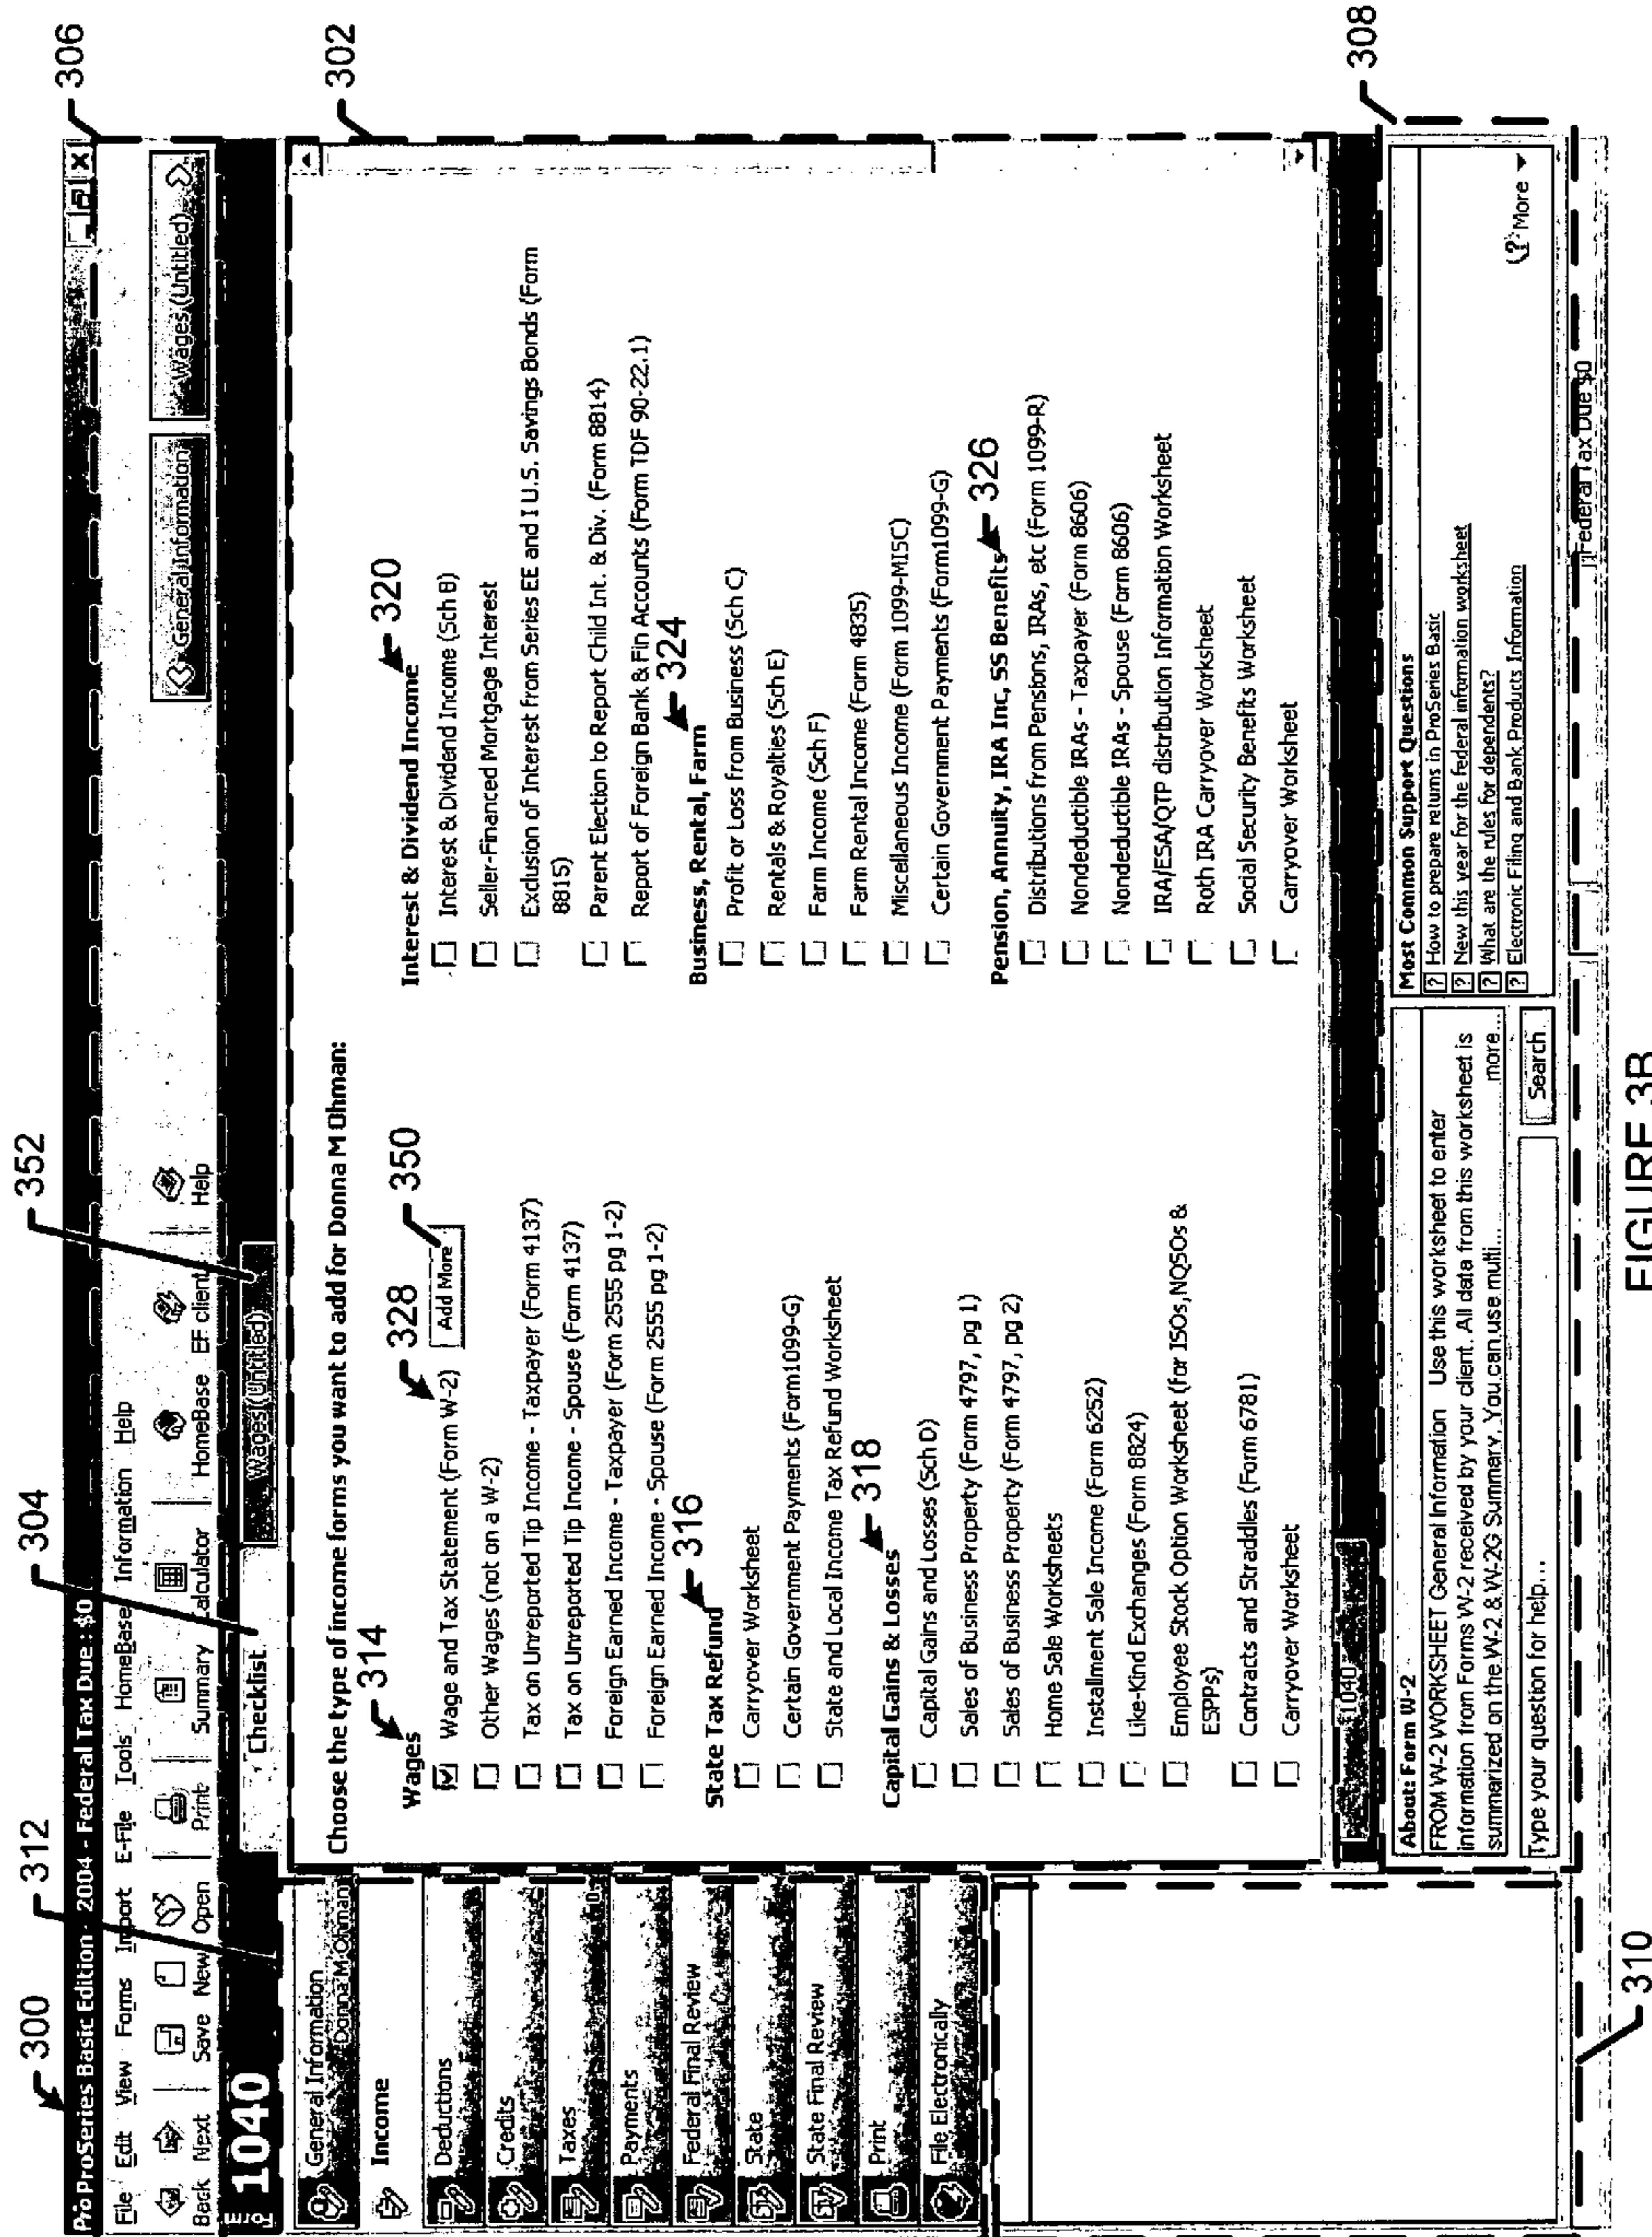 300
312
304
352
306
Pro ProSeries Basic Edition - 2004 - Federal Tax Due: $0
File Edit View Forms Import E-File Tools HomeBase Information Help
Back Next Save New Open Print Summary Calculator HomeBase EF clients Help
General Information
Wages (Untitled)
Form 1040
Checklist
Wages (Untitled)
302
General Information
Donna M Ohman
Income
Deductions
Credits
Taxes
Payments
Federal Final Review
State
State Final Review
Print
File Electronically
Choose the type of income forms you want to add for Donna M Ohman:
314
328
350
Wages
Wage and Tax Statement (Form W-2)
Add More
Other Wages (not on a W-2)
Tax on Unreported Tip Income - Taxpayer (Form 4137)
Tax on Unreported Tip Income - Spouse (Form 4137)
Foreign Earned Income - Taxpayer (Form 2555 pg 1-2)
Foreign Earned Income - Spouse (Form 2555 pg 1-2)
State Tax Refund 316
Carryover Worksheet
Certain Government Payments (Form1099-G)
State and Local Income Tax Refund Worksheet
Capital Gains & Losses 318
Capital Gains and Losses (Sch D)
Sales of Business Property (Form 4797, pg 1)
Sales of Business Property (Form 4797, pg 2)
Home Sale Worksheets
Installment Sale Income (Form 6252)
Like-Kind Exchanges (Form 8824)
Employee Stock Option Worksheet (for ISOs,NQSOs &
ESPPs)
Contracts and Straddles (Form 6781)
Carryover Worksheet
Interest & Dividend Income 320
Interest & Dividend Income (Sch B)
Seller-Financed Mortgage Interest
Exclusion of Interest from Series EE and I U.S. Savings Bonds (Form
8815)
Parent Election to Report Child Int. & Div. (Form 8814)
Report of Foreign Bank & Fin Accounts (Form TDF 90-22.1)
Business, Rental, Farm 324
Profit or Loss from Business (Sch C)
Rentals & Royalties (Sch E)
Farm Income (Sch F)
Farm Rental Income (Form 4835)
Miscellaneous Income (Form 1099-MISC)
Certain Government Payments (Form1099-G)
Pension, Annuity, IRA Inc, SS Benefits 326
Distributions from Pensions, IRAs, etc (Form 1099-R)
Nondeductible IRAs - Taxpayer (Form 8606)
Nondeductible IRAs - Spouse (Form 8606)
IRA/ESA/QTP distribution Information Worksheet
Roth IRA Carryover Worksheet
Social Security Benefits Worksheet
Carryover Worksheet
1040
308
About: Form W-2
FROM W-2 WORKSHEET General Information Use this worksheet to enter
information from Forms W-2 received by your client. All data from this worksheet is
summarized on the W-2 & W-2G Summary. You can use multi... more...
Type your question for help...
Search
Most Common Support Questions
How to prepare returns in ProSeries Basic
New this year for the federal information worksheet
What are the rules for dependents?
Electronic Filing and Bank Products Information
More
Federal Tax Due $0
310
FIGURE 3B